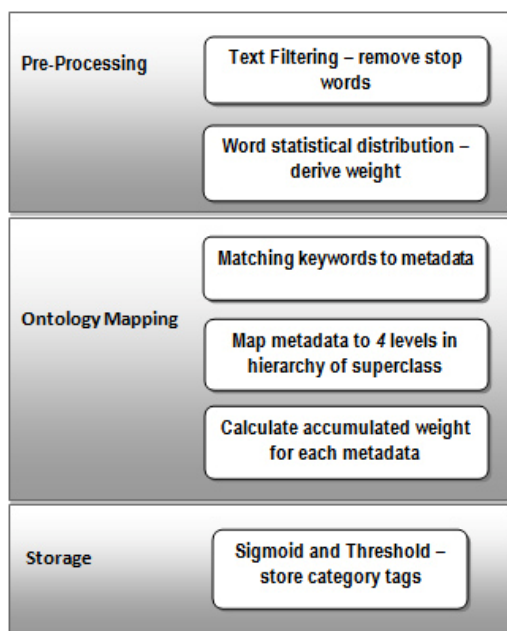 Pre-Processing
Text Filtering – remove stop
words
Word statistical distribution –
derive weight
Ontology Mapping
Matching keywords to metadata
Map metadata to 4 levels in
hierarchy of superclass
Calculate accumulated weight
for each metadata
Storage
Sigmoid and Threshold –
store category tags